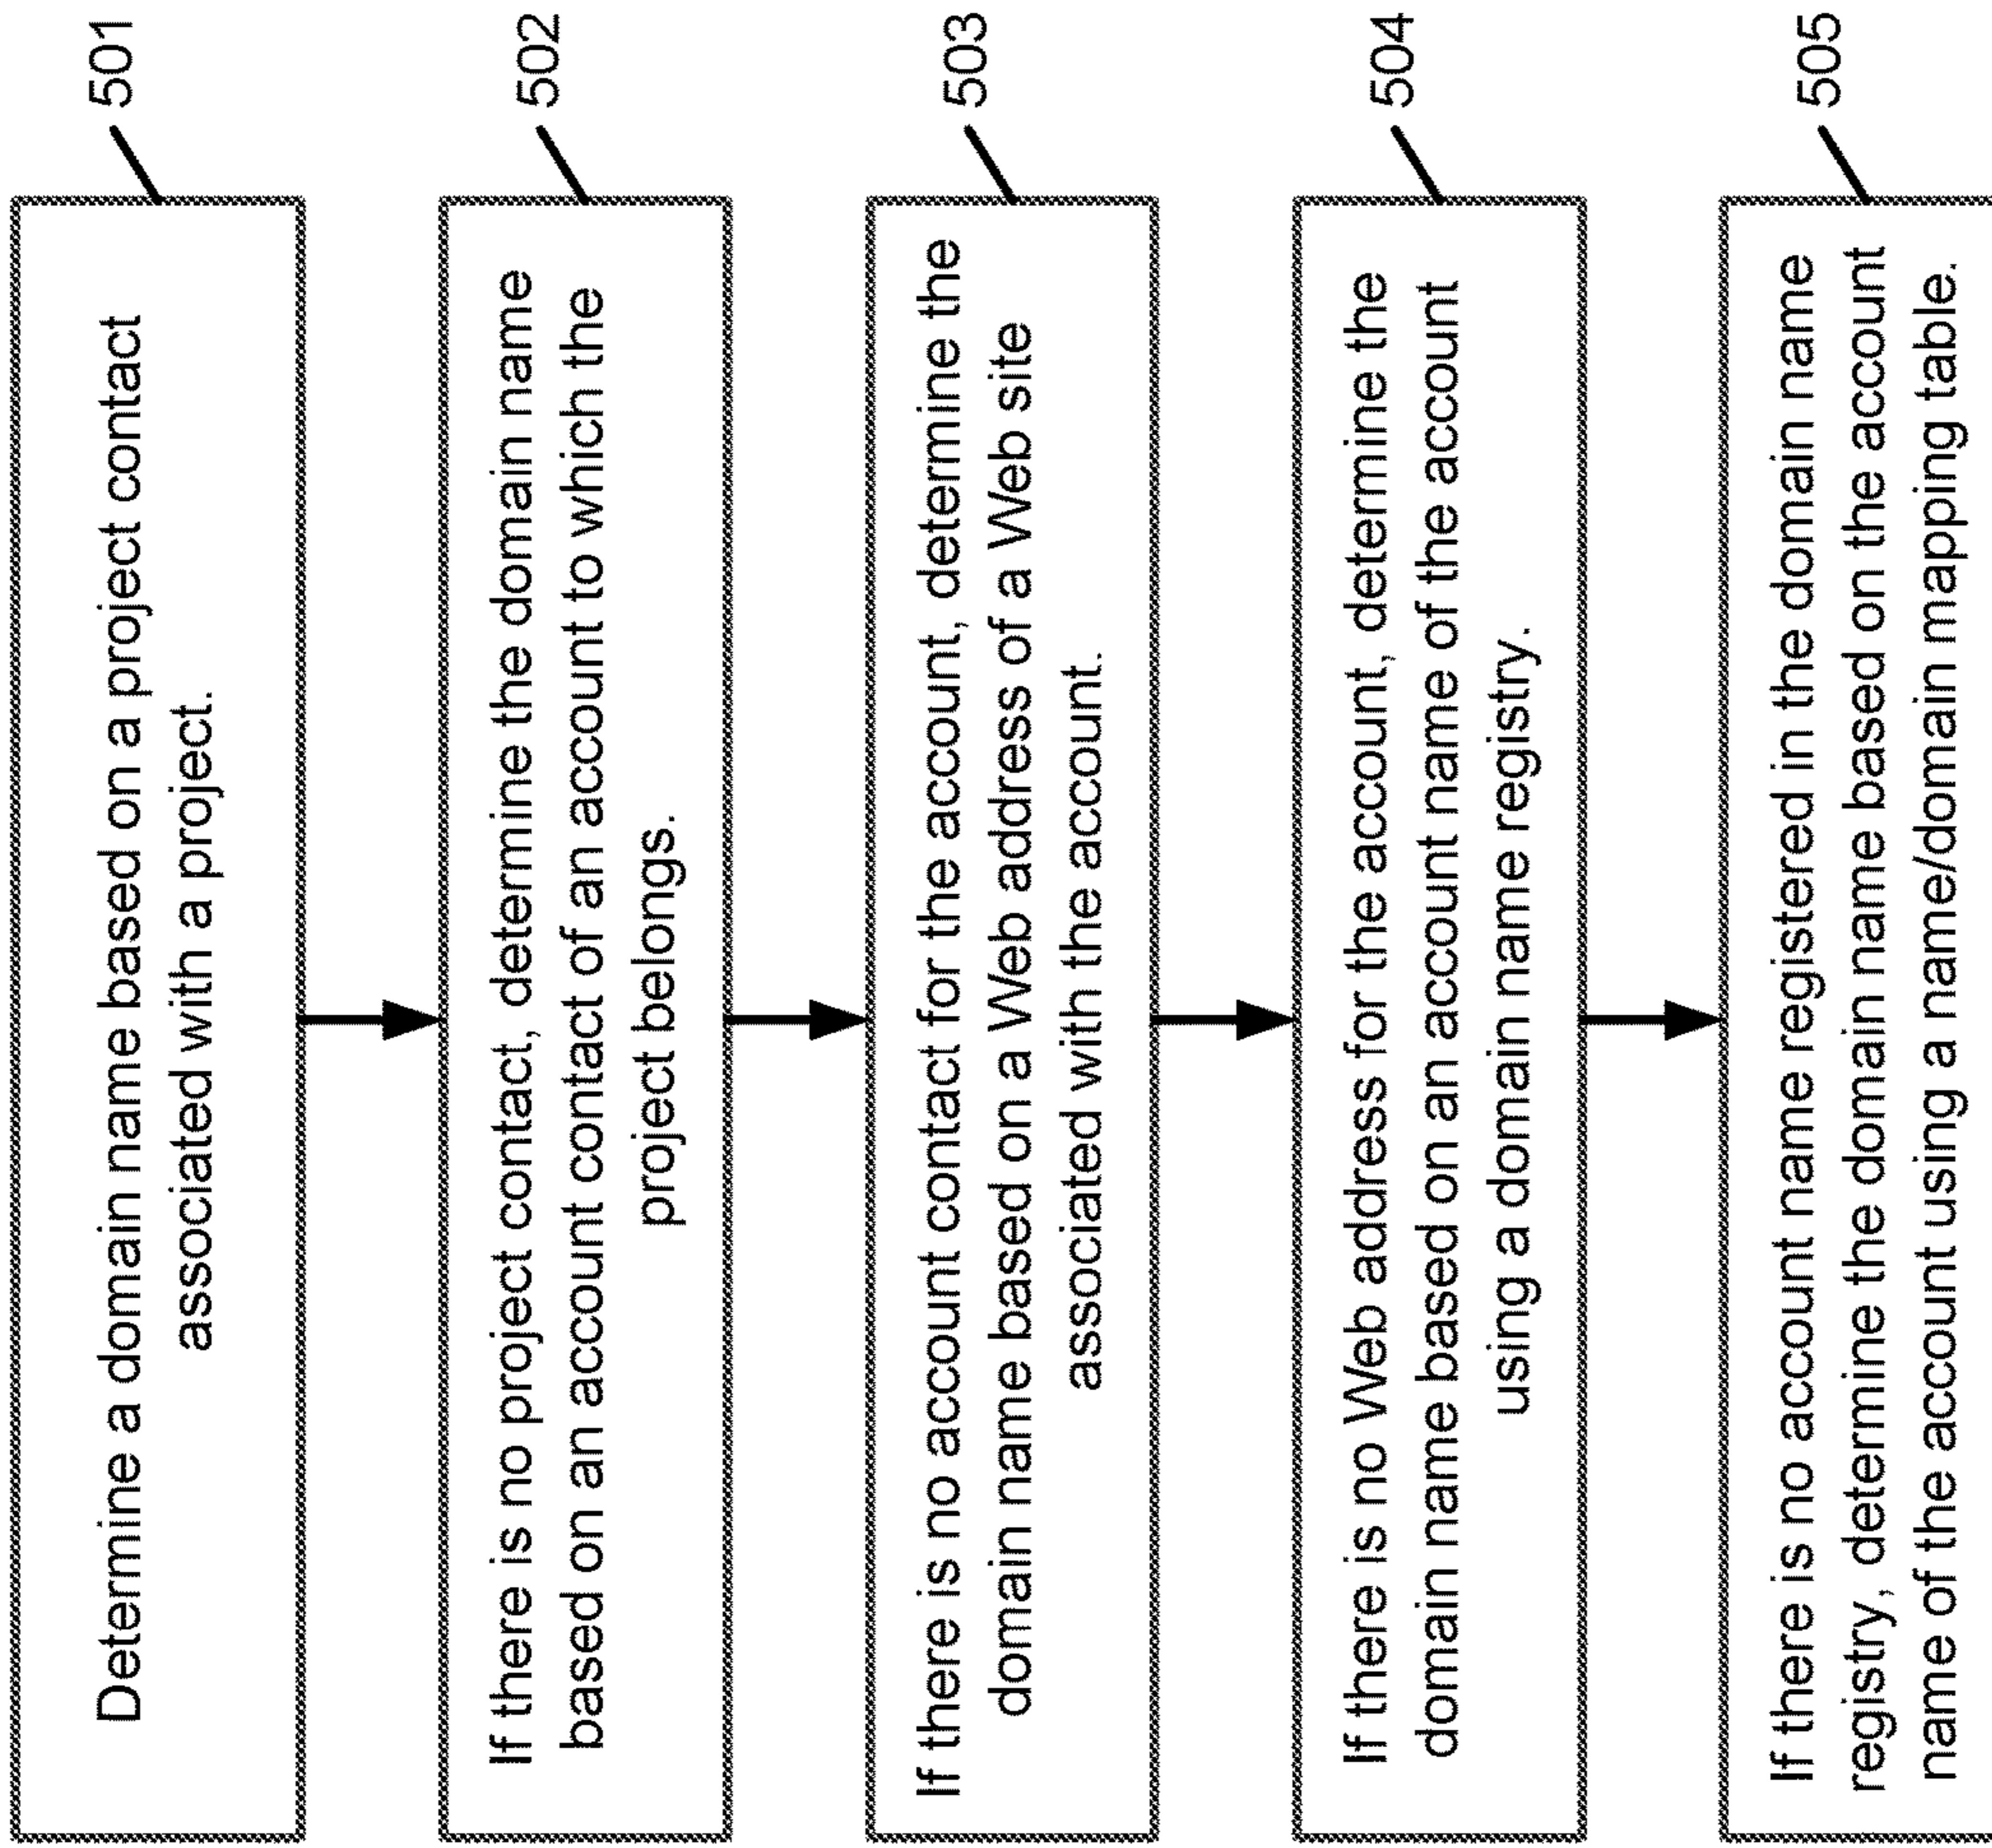 501
Determine a domain name based on a project contact
associated with a project.
502
If there is no project contact, determine the domain name
based on an account contact of an account to which the
project belongs.
503
If there is no account contact for the account, determine the
domain name based on a Web address of a Web site
associated with the account.
504
If there is no Web address for the account, determine the
domain name based on an account name of the account
using a domain name registry.
505
If there is no account name registered in the domain name
registry, determine the domain name based on the account
name of the account using a name/domain mapping table.